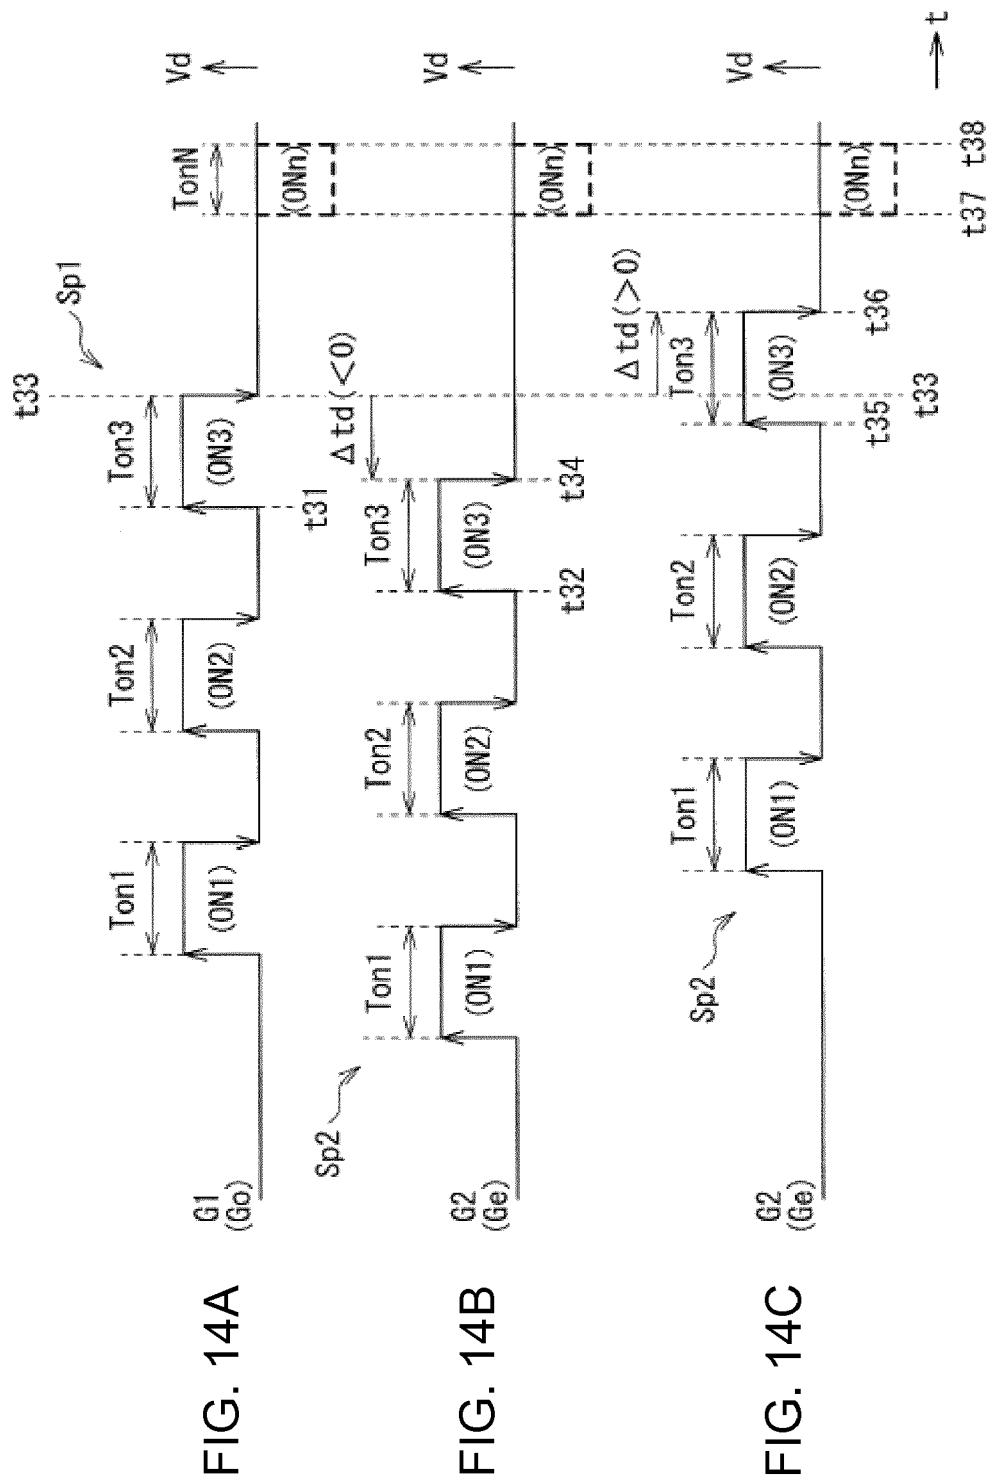 FIG. 14A
G1
(Go)
Ton1
(ON1)
Ton2
(ON2)
Ton3
(ON3)
t31
t33
Sp1
TonN
(ONn)
Vd
FIG. 14B
G2
(Ge)
Sp2
Ton1
(ON1)
Ton2
(ON2)
Ton3
(ON3)
t32
t34
Δtd(<0)
(ONn)
Vd
FIG. 14C
G2
(Ge)
Sp2
Ton1
(ON1)
Ton2
(ON2)
Ton3
(ON3)
Δtd(>0)
t35
t33
t36
(ONn)
t37
t38
Vd
t